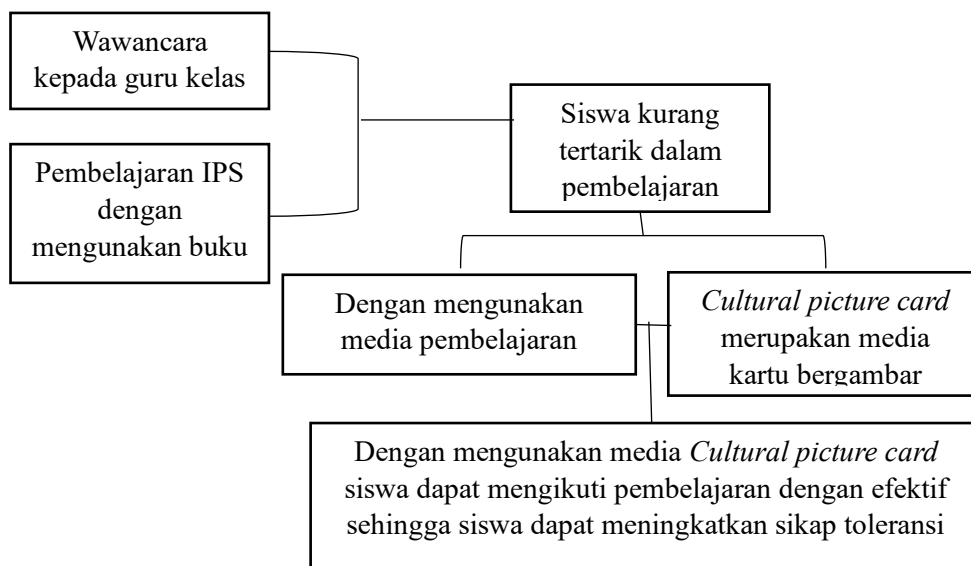 Wawancara
kepada guru kelas
Pembelajaran IPS
dengan
mengunakan buku
Siswa kurang
tertarik dalam
pembelajaran
Dengan mengunakan
media pembelajaran
Cultural picture card
merupakan media
kartu bergambar
Dengan mengunakan media Cultural picture card
siswa dapat mengikuti pembelajaran dengan efektif
sehingga siswa dapat meningkatkan sikap toleransi